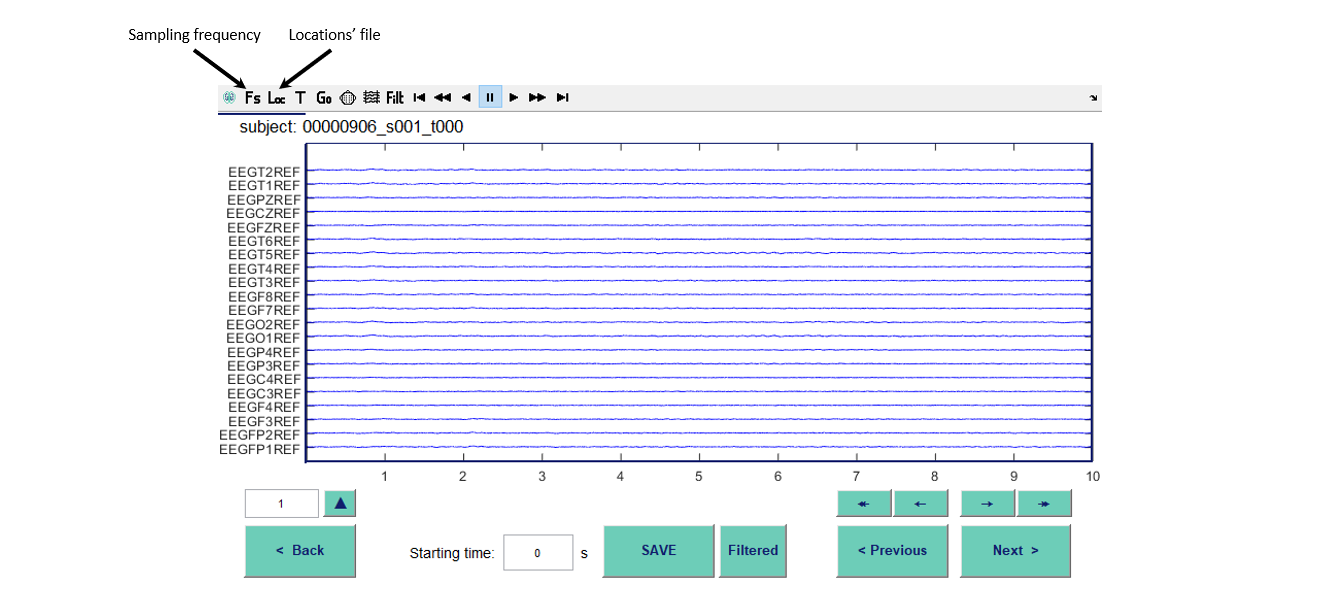 Sampling frequency Locations' file
Fs Loc T Go Filt
subject: 00000906_s001_t000
EEGT2REF
EEGT1REF
EEGPZREF
EEGCZREF
EEGFZREF
EEGT6REF
EEGT5REF
EEGT4REF
EEGT3REF
EEGF8REF
EEGF7REF
EEGO2REF
EEGO1REF
EEGP4REF
EEGP3REF
EEGC4REF
EEGC3REF
EEGF4REF
EEGF3REF
EEGFP2REF
EEGFP1REF
1 2 3 4 5 6 7 8 9 10
1
< Back Starting time: 0 s SAVE Filtered < Previous Next >